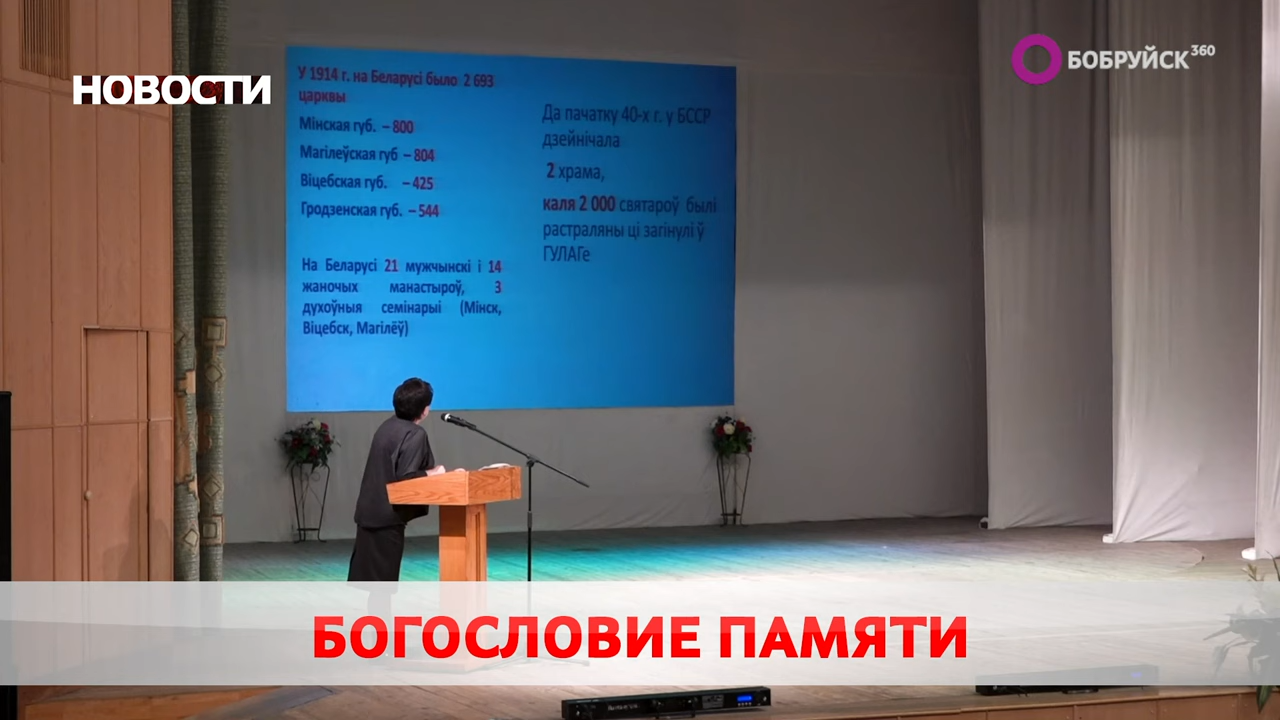 НОВОСТИ
БОБРУЙСК 360
У 1914 г. на Беларусі было 2 693
царквы
Мінская губ. – 800
Магілеўская губ – 804
Віцебская губ. – 425
Гродзенская губ. – 544
На Беларусі 21 мужчынскі і 14
жаночых манастыроў, 3
духоўныя семінарыі (Мінск,
Віцебск, Магілёў)
Да пачатку 40-х г. у БССР
дзейнічала
2 храма,
каля 2 000 святароў былі
растраляны ці загінулі ў
ГУЛАГе
БОГОСЛОВИЕ ПАМЯТИ